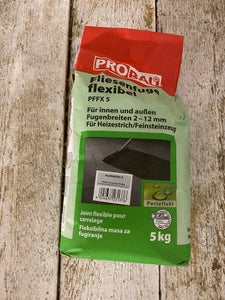 PROBAU
Fliesenfuge
flexibel
PFFX 5
Für innen und außen
Fugenbreiten 2-12 mm
Für Heizestrich/Feinsteinzeug
Perleffekt
Joint flexible pour
carrelage
Fleksibilna masa za
fugiranje
5 kg